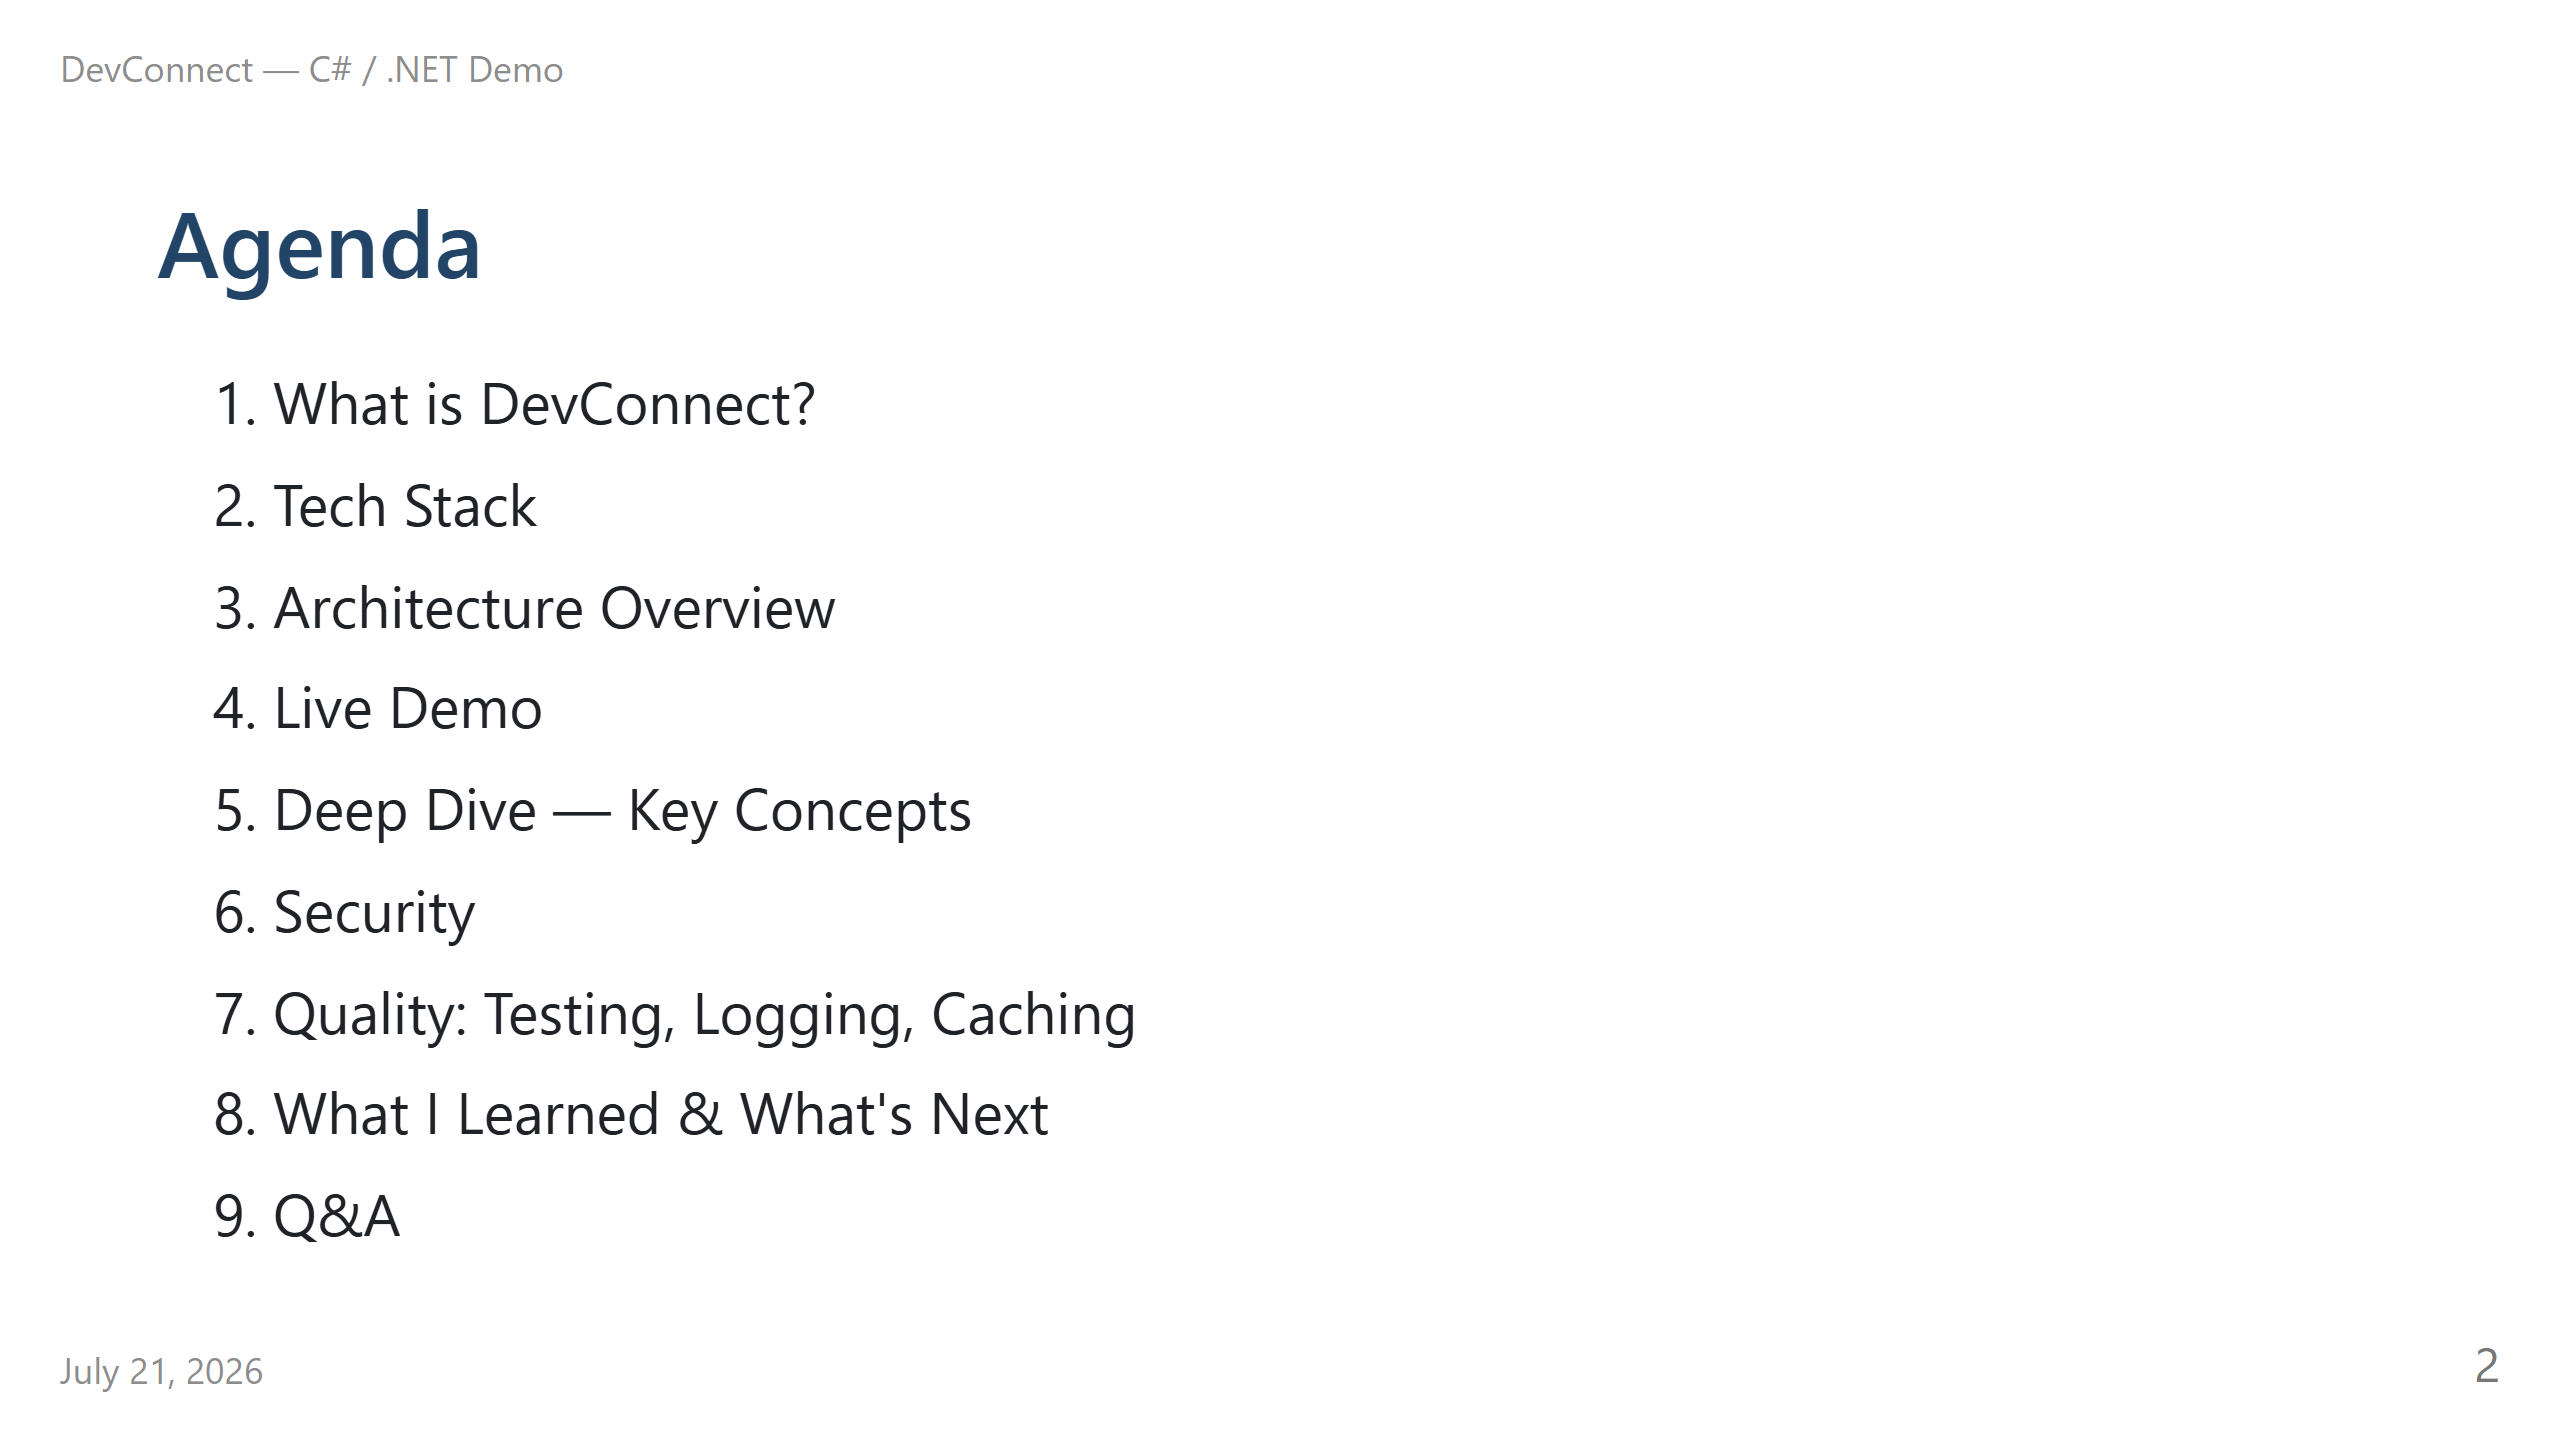 DevConnect — C# / .NET Demo
Agenda
1. What is DevConnect?
2. Tech Stack
3. Architecture Overview
4. Live Demo
5. Deep Dive — Key Concepts
6. Security
7. Quality: Testing, Logging, Caching
8. What I Learned & What's Next
9. Q&A
July 21, 2026
2